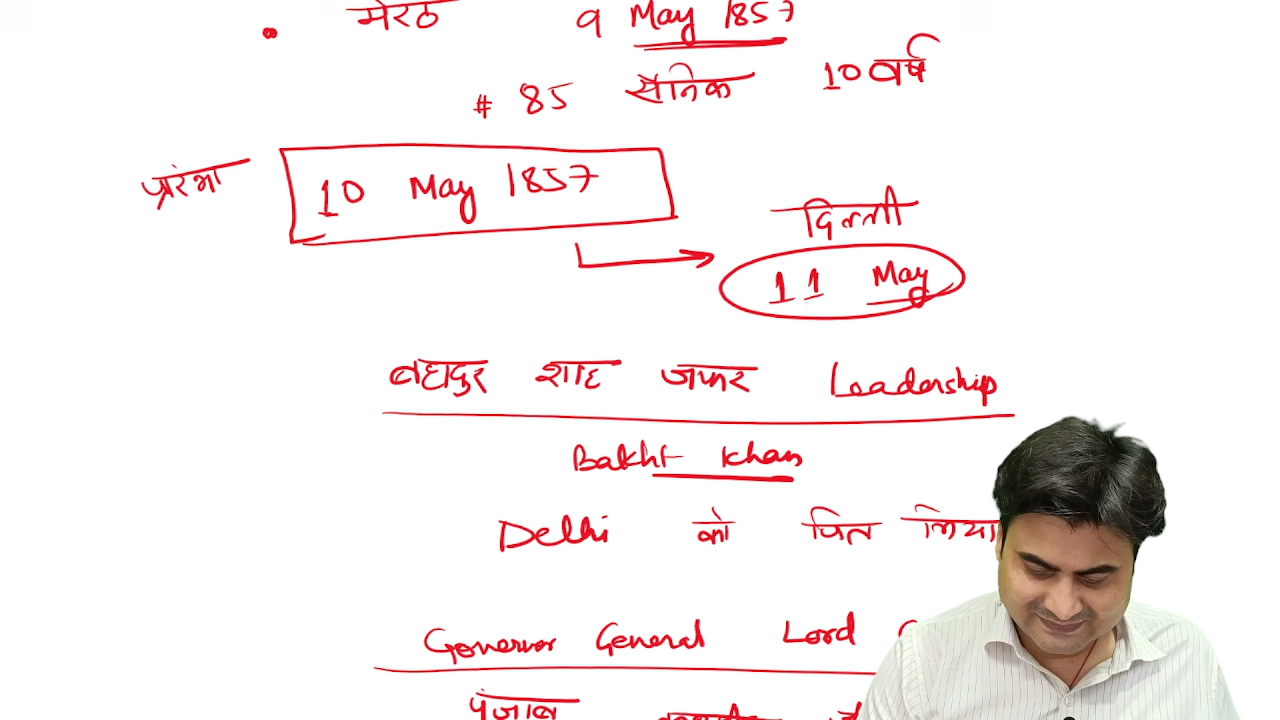 मेरठ 9 May 1857
# 85 सैनिक 10 वर्ष
प्रारंभ
10 May 1857
दिल्ली
11 May
बहादुर शाह जफर Leadership
Bakht Khan
Delhi को जित लिया
Governor General Lord
पंजाब